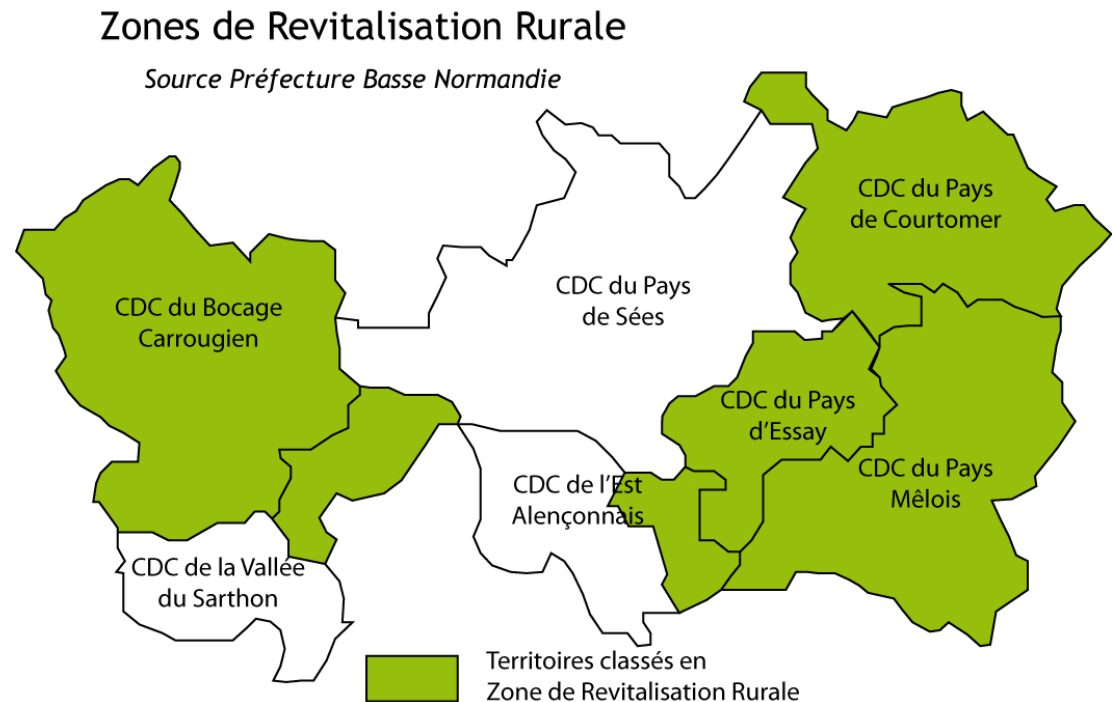 Zones de Revitalisation Rurale
Source Préfecture Basse Normandie
CDC du Pays
de Courtomer
CDC du Bocage
Carrougien
CDC du Pays
de Sées
CDC du Pays
d'Essay
CDC du Pays
Mêlois
CDC de l'Est
Alençonnais
CDC de la Vallée
du Sarthon
Territoires classés en
Zone de Revitalisation Rurale